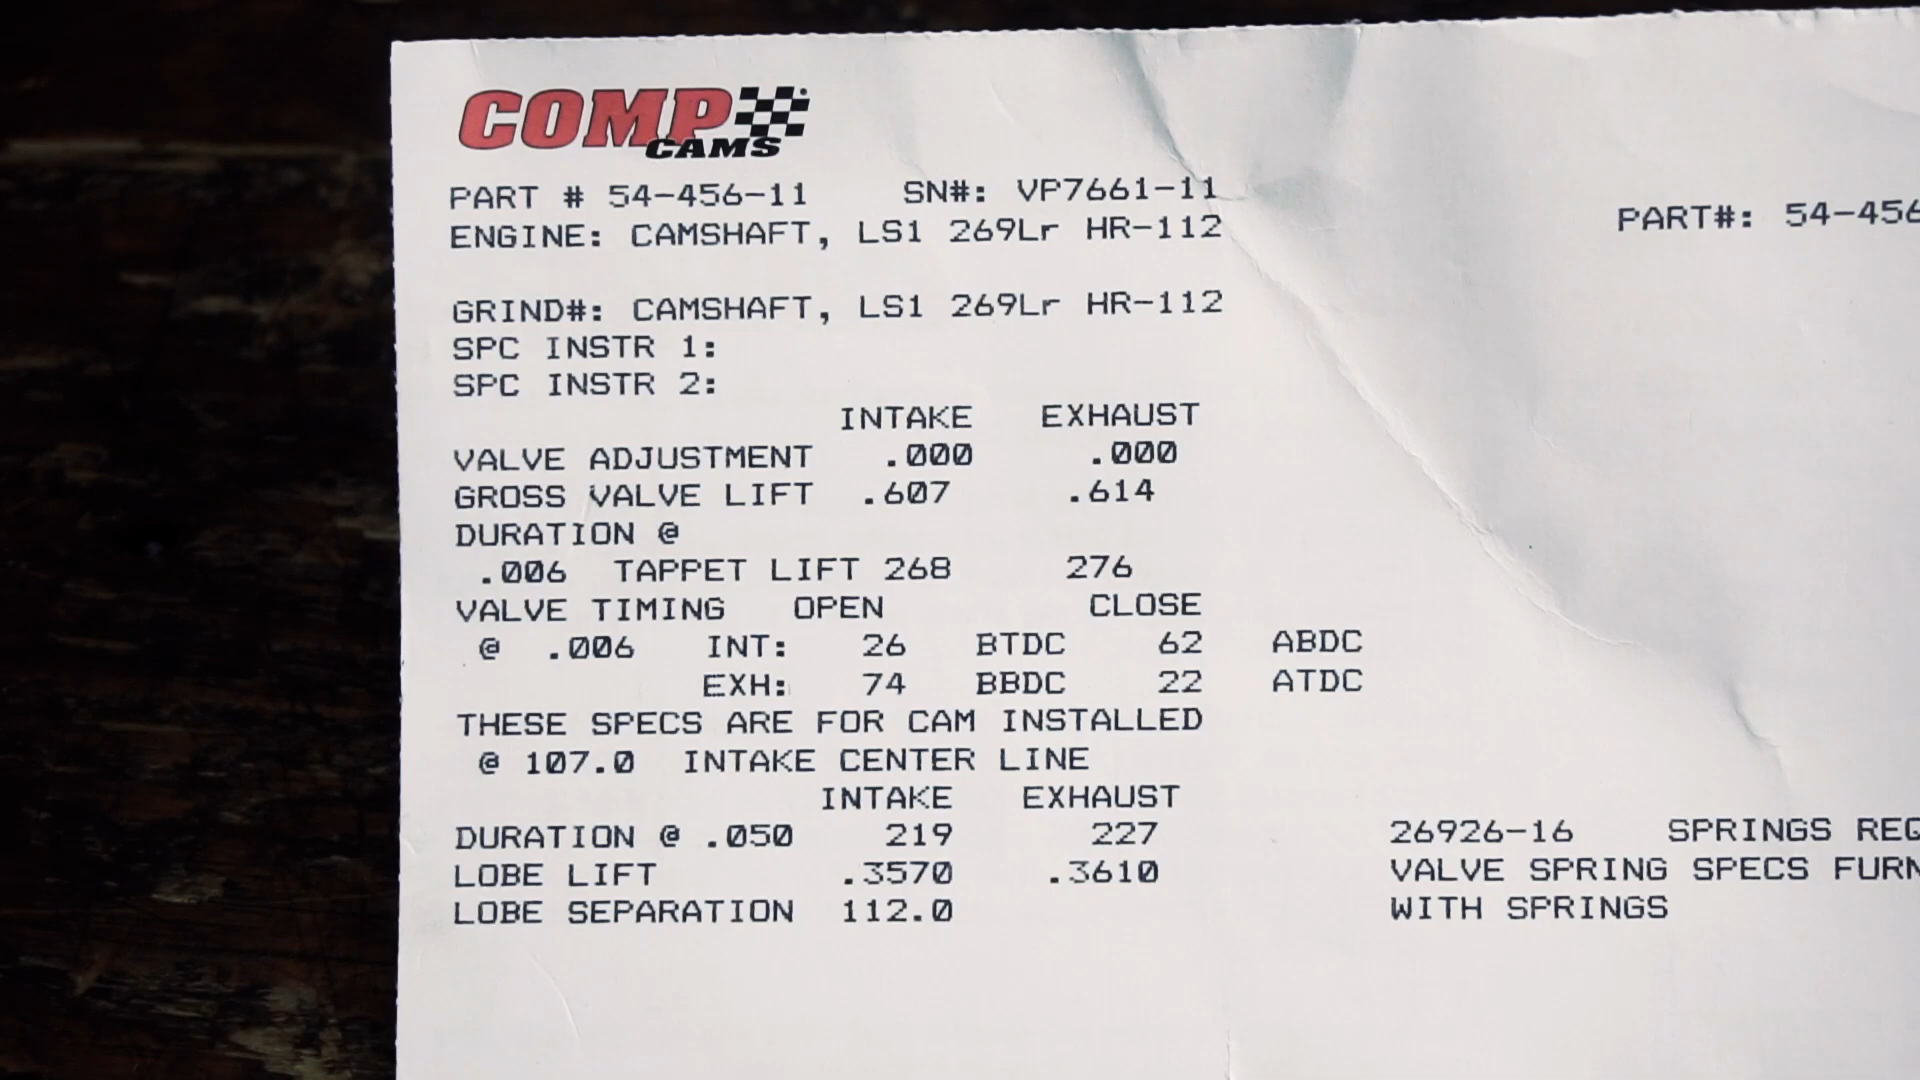 COMP
CAMS
PART # 54-456-11 SN#: VP7661-11
ENGINE: CAMSHAFT, LS1 269Lr HR-112
PART#: 54-456
GRIND#: CAMSHAFT, LS1 269Lr HR-112
SPC INSTR 1:
SPC INSTR 2:
INTAKE EXHAUST
VALVE ADJUSTMENT .000 .000
GROSS VALVE LIFT .607 .614
DURATION @
.006 TAPPET LIFT 268 276
VALVE TIMING OPEN CLOSE
@ .006 INT: 26 BTDC 62 ABDC
EXH: 74 BBDC 22 ATDC
THESE SPECS ARE FOR CAM INSTALLED
@ 107.0 INTAKE CENTER LINE
INTAKE EXHAUST
DURATION @ .050 219 227
LOBE LIFT .3570 .3610
LOBE SEPARATION 112.0
26926-16 SPRINGS REQ
VALVE SPRING SPECS FURN
WITH SPRINGS